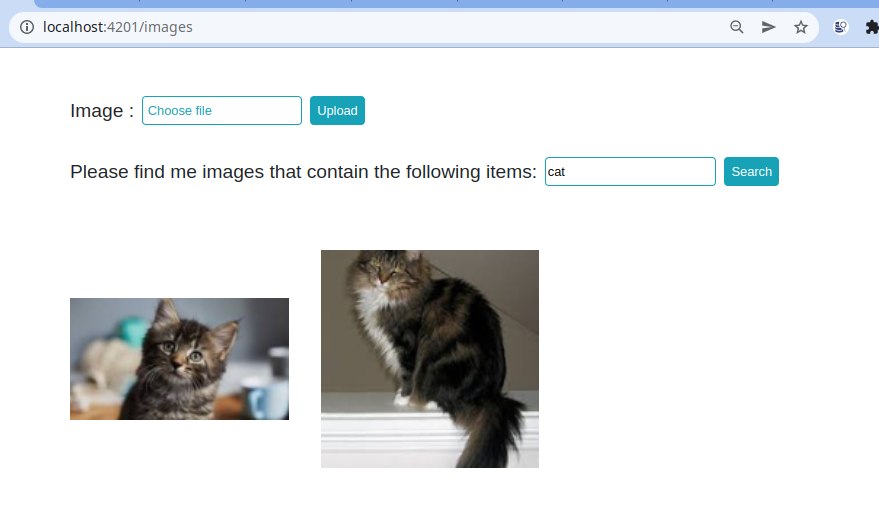 localhost:4201/images
Image : Choose file Upload
Please find me images that contain the following items: cat Search